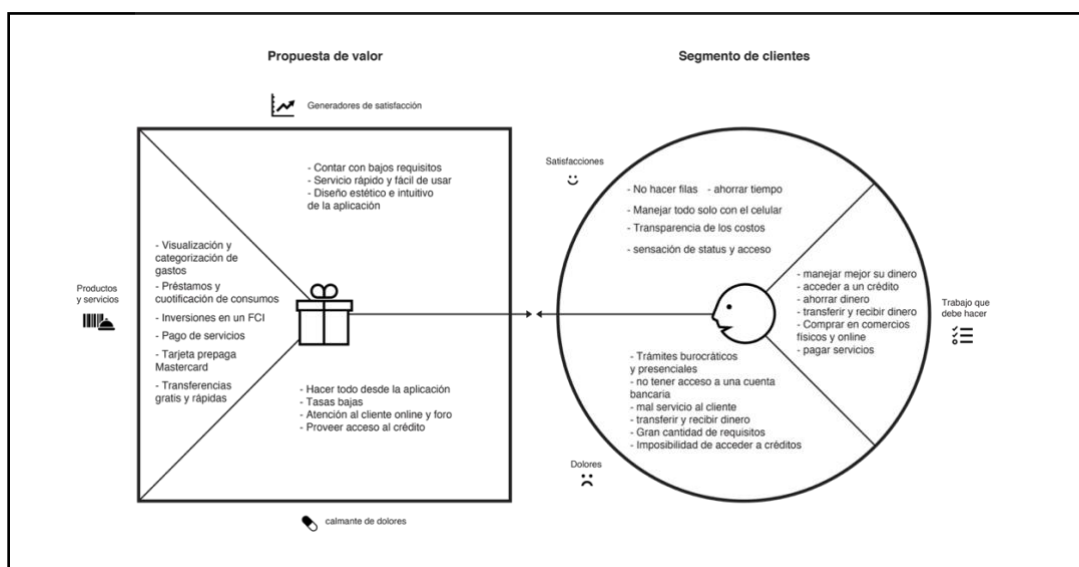 Propuesta de valor
Segmento de clientes
Generadores de satisfacción
- Contar con bajos requisitos
- Servicio rápido y fácil de usar
- Diseño estético e intuitivo
de la aplicación
- Visualización y
categorización de
gastos
- Préstamos y
cuotificación de consumos
- Inversiones en un FCI
- Pago de servicios
- Tarjeta prepaga
Mastercard
- Transferencias
gratis y rápidas
Productos
y servicios
- Hacer todo desde la aplicación
- Tasas bajas
- Atención al cliente online y foro
- Proveer acceso al crédito
calmante de dolores
Satisfacciones
- No hacer filas - ahorrar tiempo
- Manejar todo solo con el celular
- Transparencia de los costos
- sensación de status y acceso
- manejar mejor su dinero
- acceder a un crédito
- ahorrar dinero
- transferir y recibir dinero
- Comprar en comercios
físicos y online
- pagar servicios
Trabajo que
debe hacer
- Trámites burocráticos
y presenciales
- no tener acceso a una cuenta
bancaria
- mal servicio al cliente
- transferir y recibir dinero
- Gran cantidad de requisitos
- Imposibilidad de acceder a créditos
Dolores